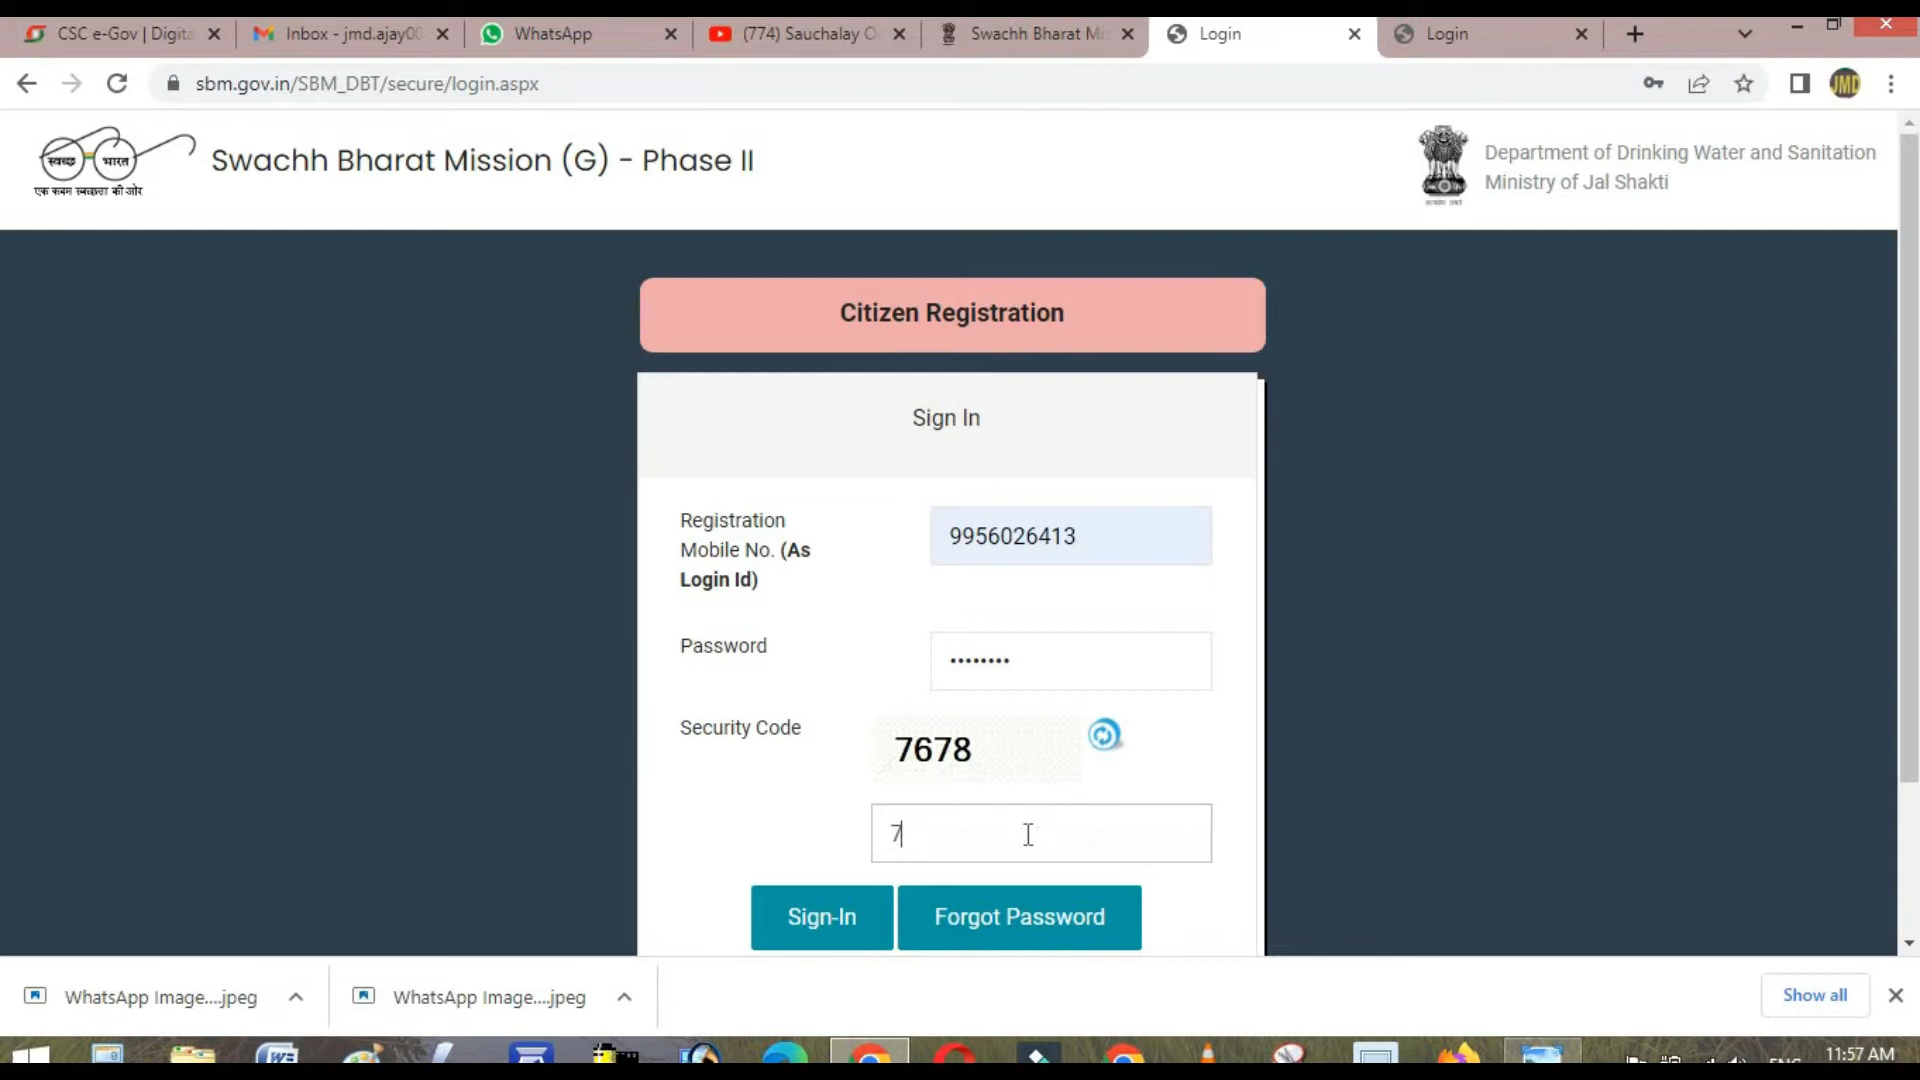 CSC e-Gov | Digita
Inbox - jmd.ajay00
WhatsApp
(774) Sauchalay O
Swachh Bharat Mi
Login
Login
sbm.gov.in/SBM_DBT/secure/login.aspx
JMD
स्वच्छ भारत
एक कदम स्वच्छता की ओर
Swachh Bharat Mission (G) - Phase II
Department of Drinking Water and Sanitation
Ministry of Jal Shakti
Citizen Registration
Sign In
Registration
Mobile No. (As
Login Id)
9956026413
Password
••••••••
Security Code
7678
7
Sign-In
Forgot Password
WhatsApp Image....jpeg
WhatsApp Image....jpeg
Show all
ENG
11:57 AM